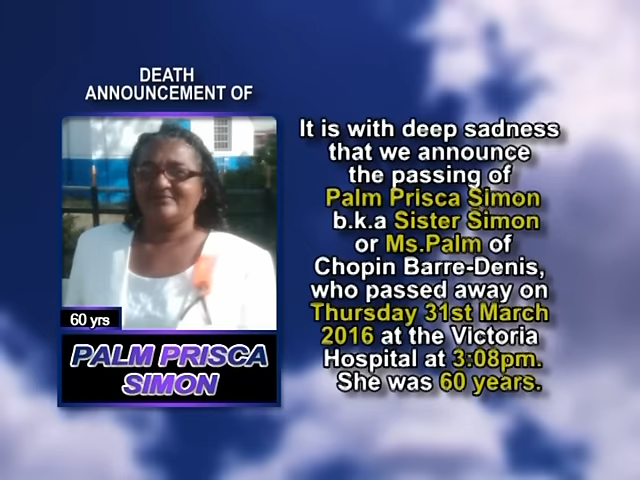 DEATH
ANNOUNCEMENT OF
60 yrs
PALM PRISCA
SIMON
It is with deep sadness
that we announce
the passing of
Palm Prisca Simon
b.k.a Sister Simon
or Ms.Palm of
Chopin Barre-Denis,
who passed away on
Thursday 31st March
2016 at the Victoria
Hospital at 3:08pm.
She was 60 years.